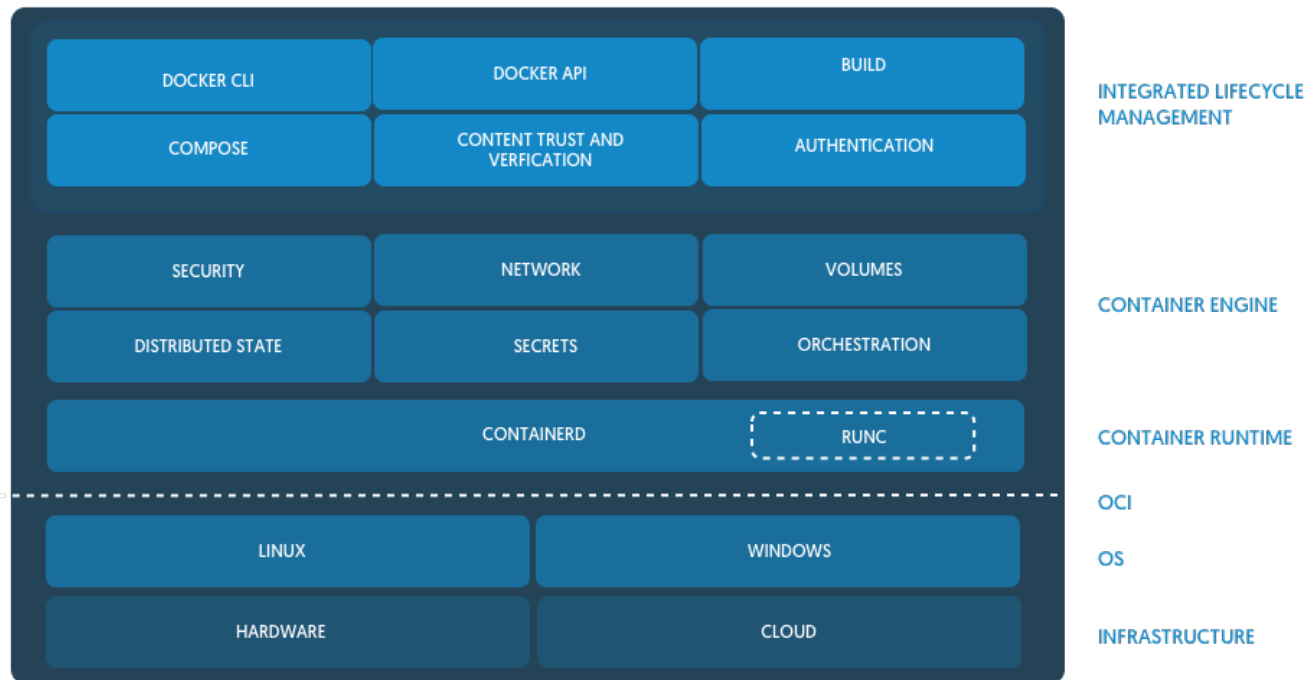 DOCKER CLI
DOCKER API
BUILD
INTEGRATED LIFECYCLE
MANAGEMENT
COMPOSE
CONTENT TRUST AND
VERFICATION
AUTHENTICATION
SECURITY
NETWORK
VOLUMES
CONTAINER ENGINE
DISTRIBUTED STATE
SECRETS
ORCHESTRATION
CONTAINERD
RUNC
CONTAINER RUNTIME
OCI
LINUX
WINDOWS
OS
HARDWARE
CLOUD
INFRASTRUCTURE